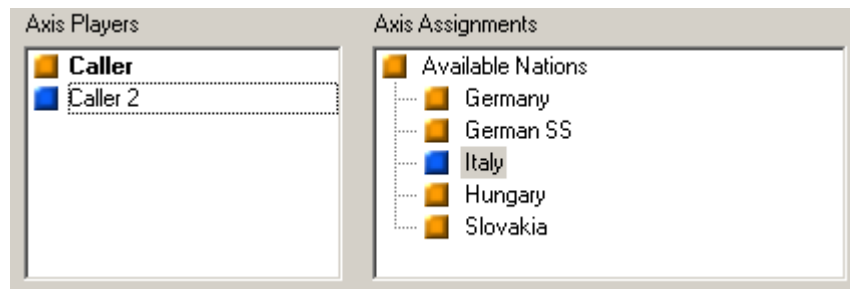 Axis Players
Caller
Caller 2
Axis Assignments
Available Nations
Germany
German SS
Italy
Hungary
Slovakia